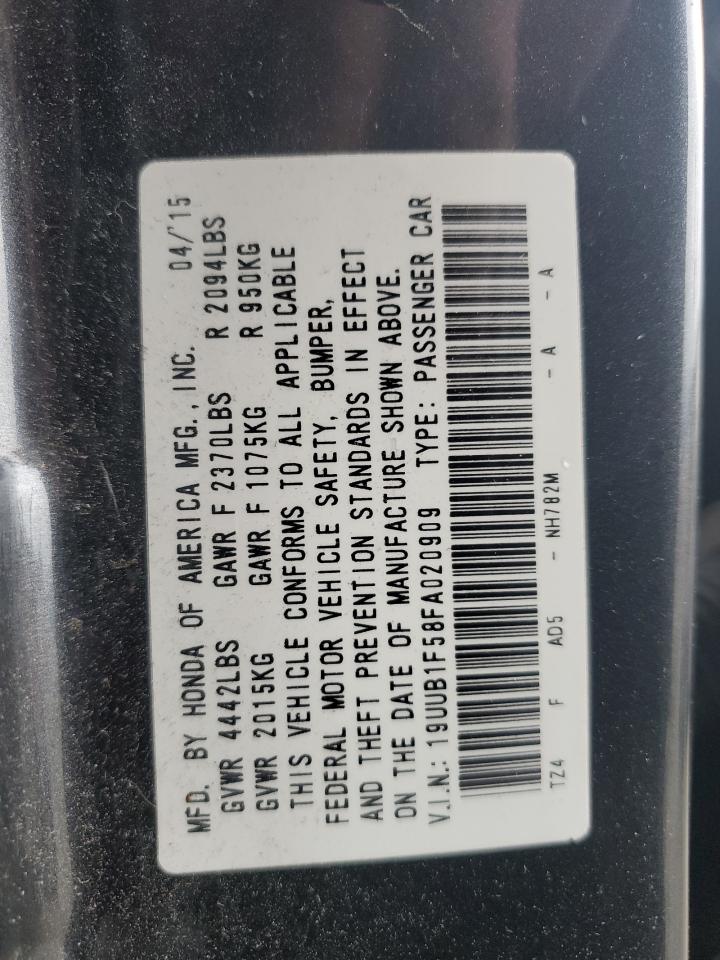 MFD. BY HONDA OF AMERICA MFG., INC. 04/15
GVWR 4442LBS GAWR F 2370LBS R 2094LBS
GVWR 2015KG GAWR F 1075KG R 950KG
THIS VEHICLE CONFORMS TO ALL APPLICABLE
FEDERAL MOTOR VEHICLE SAFETY, BUMPER,
AND THEFT PREVENTION STANDARDS IN EFFECT
ON THE DATE OF MANUFACTURE SHOWN ABOVE.
V.I.N.: 19UUB1F58FA020909 TYPE: PASSENGER CAR
TZ4 F AD5 - NH782M - A - A